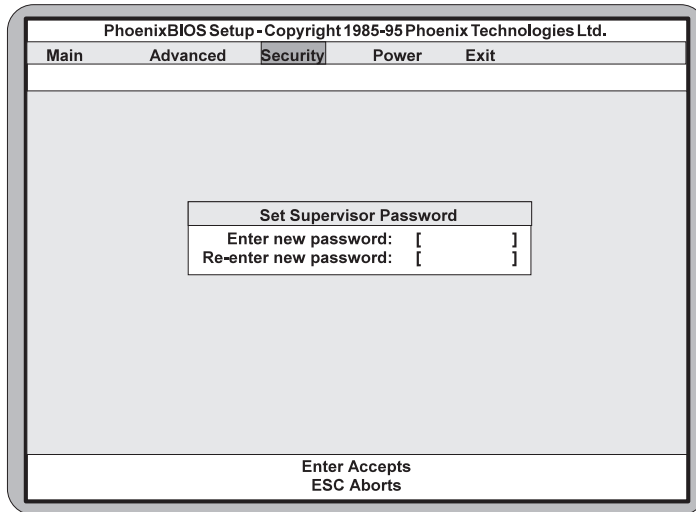 PhoenixBIOS Setup - Copyright 1985-95 Phoenix Technologies Ltd.
Main Advanced Security Power Exit
Set Supervisor Password
Enter new password: [ ]
Re-enter new password: [ ]
Enter Accepts
ESC Aborts